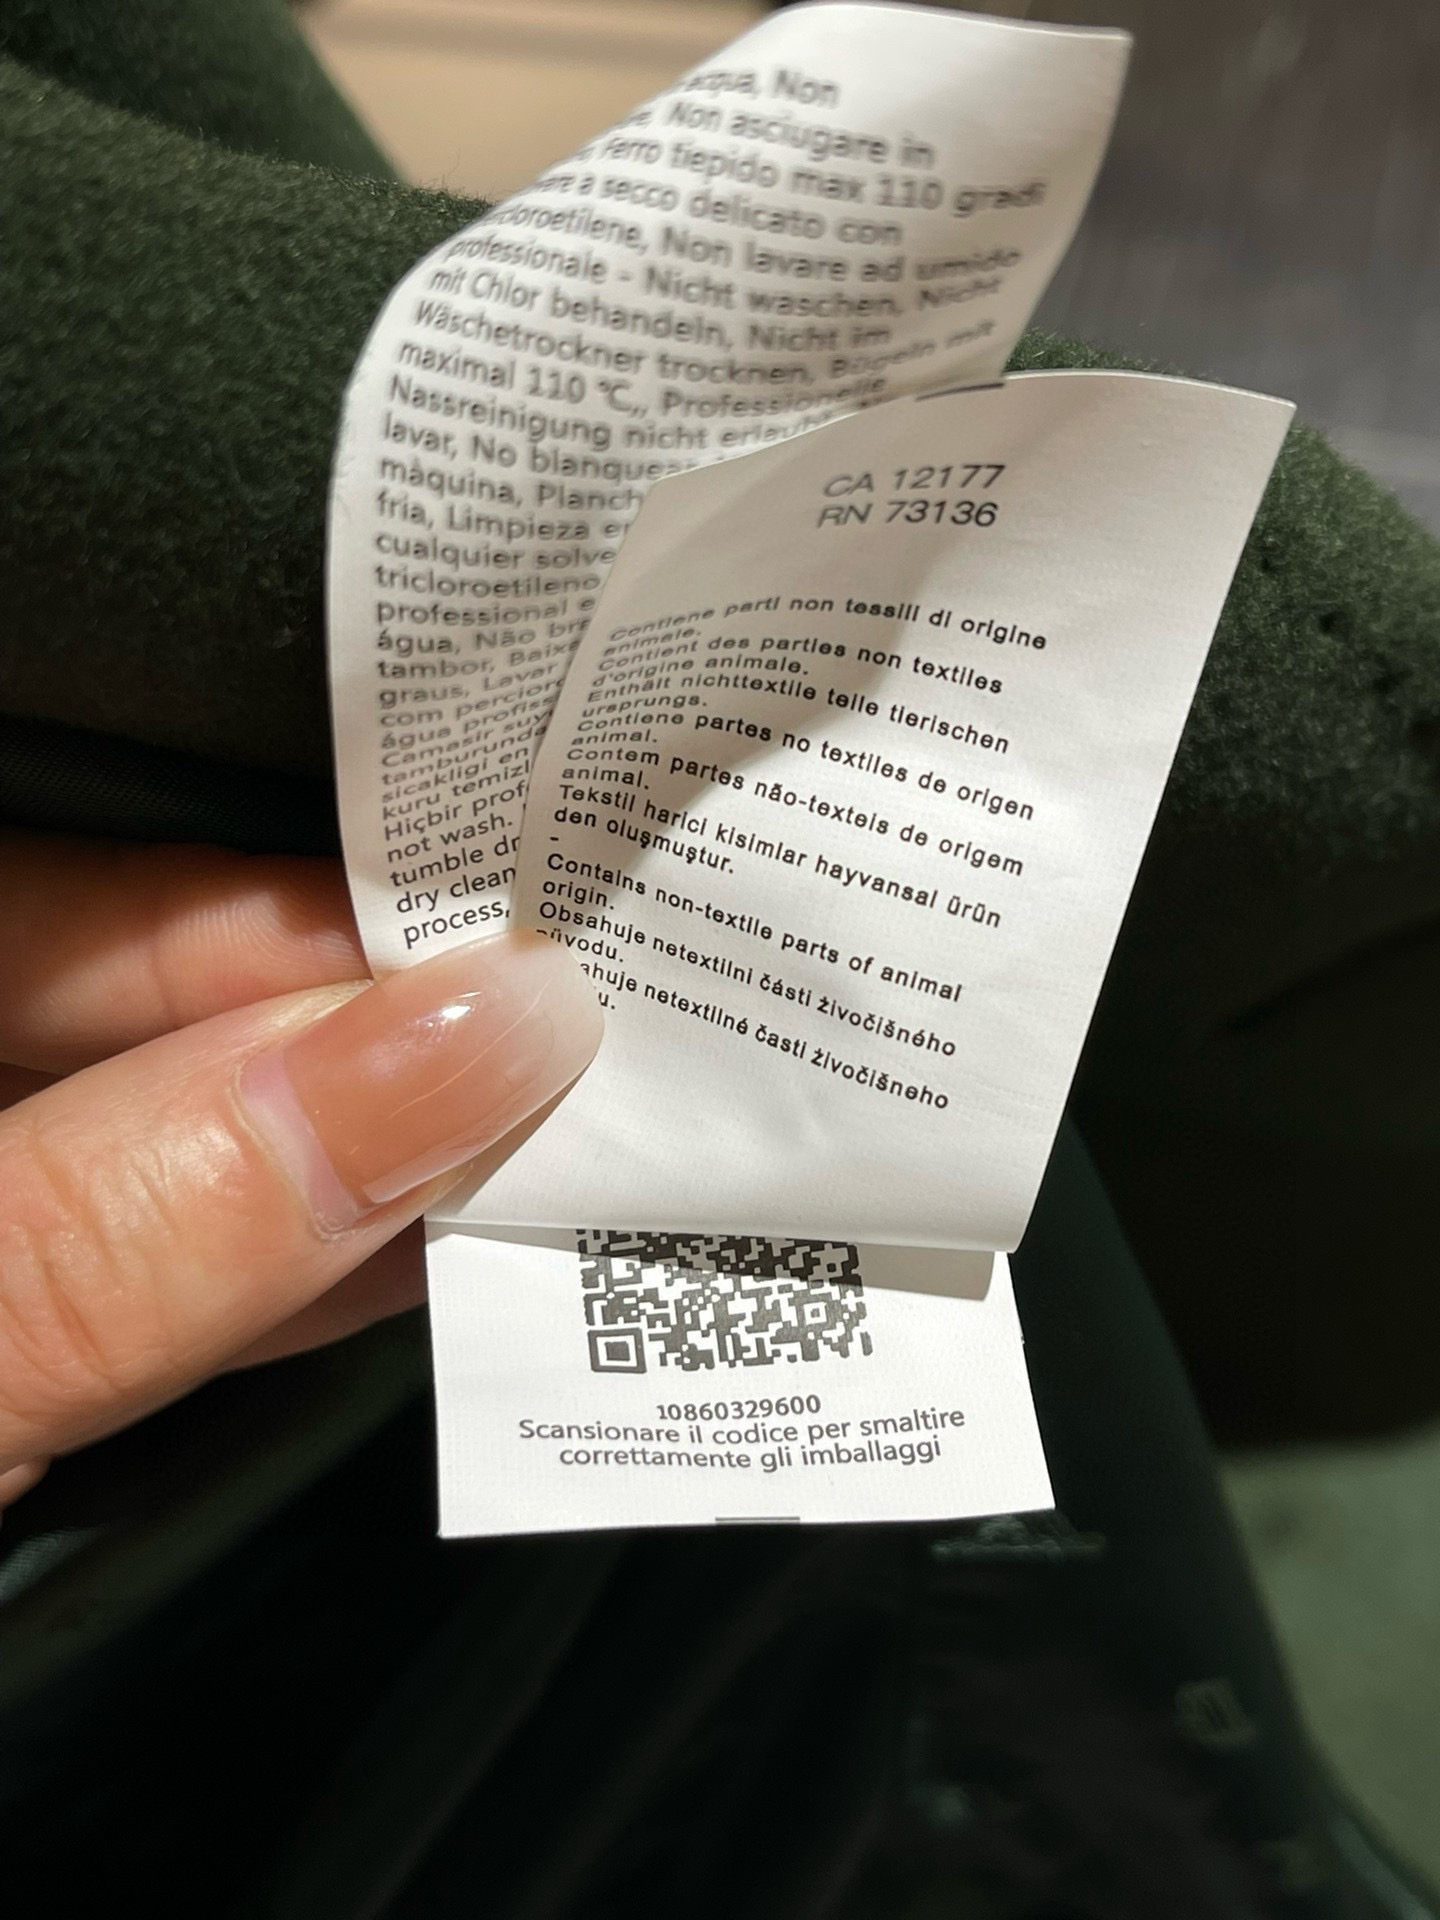 acqua, Non
Non asciugare in
Ferro tiepido max 110 gradi
a secco delicato con
Non lavare ad umido
professionale - Nicht waschen, Nicht
mit Chlor behandeln, Nicht im
Wäschetrockner trocknen, Bügeln mit
maximal 110 °C,, Professionelle
Nassreinigung nicht erlaubt
lavar, No blanquear
màquina, Planch
fria, Limpieza en
cualquier solve
tricloroetileno
professional e
água, Não bra
tambor, Baixa
graus, Lavar
com perclor
água profiss
Camasir suy
tamburunda
sicakligi en
kuru temizl
Hiçbir prof
not wash.
tumble dr
dry clean
process,
CA 12177
RN 73136
Contiene parti non tessili di origine
animale.
Contient des parties non textiles
d'origine animale.
Enthält nichttextile teile tierischen
ursprungs.
Contiene partes no textiles de origen
animal.
Contem partes não-texteis de origem
animal.
Tekstil harici kisimlar hayvansal ürün
den oluşmuştur.
-
Contains non-textile parts of animal
origin.
Obsahuje netextilni části živočišného
původu.
ahuje netextilné časti živočišneho
u.
10860329600
Scansionare il codice per smaltire
correttamente gli imballaggi